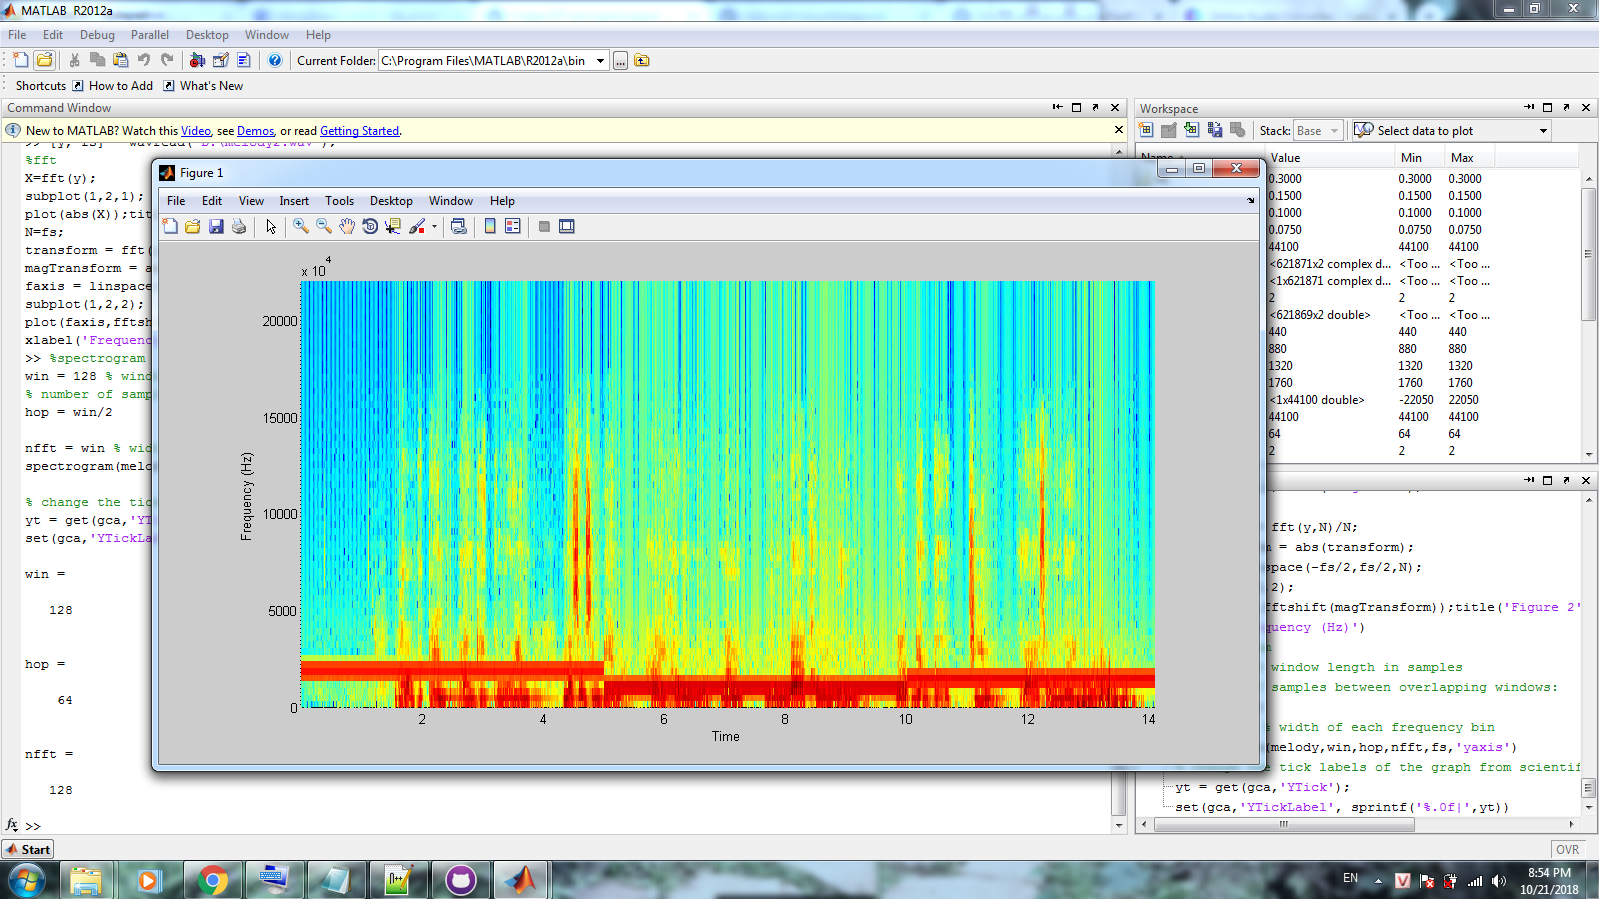 MATLAB R2012a
File Edit Debug Parallel Desktop Window Help
Current Folder: C:\Program Files\MATLAB\R2012a\bin
Shortcuts How to Add What's New
Command Window
New to MATLAB? Watch this Video, see Demos, or read Getting Started.
>> [y, fs] = wavread('D:\melody2.wav');
%fft
X=fft(y);
subplot(1,2,1);
plot(abs(X));tit
N=fs;
transform = fft(
magTransform = a
faxis = linspace
subplot(1,2,2);
plot(faxis,fftsh
xlabel('Frequenc
>> %spectrogram
win = 128 % wind
% number of samp
hop = win/2
nfft = win % wid
spectrogram(melo
% change the tic
yt = get(gca,'YT
set(gca,'YTickLa
win =
128
hop =
64
nfft =
128
fx >>
Figure 1
File Edit View Insert Tools Desktop Window Help
x 10
4
20000
15000
10000
5000
0
Frequency (Hz)
2 4 6 8 10 12 14
Time
Workspace
Stack: Base Select data to plot
Name Value Min Max
0.3000 0.3000 0.3000
0.1500 0.1500 0.1500
0.1000 0.1000 0.1000
0.0750 0.0750 0.0750
44100 44100 44100
<621871x2 complex d... <Too ... <Too ...
<1x621871 complex d... <Too ... <Too ...
2 2 2
<621869x2 double> <Too ... <Too ...
440 440 440
880 880 880
1320 1320 1320
1760 1760 1760
<1x44100 double> -22050 22050
44100 44100 44100
64 64 64
2 2 2
fft(y,N)/N;
m = abs(transform);
space(-fs/2,fs/2,N);
2);
fftshift(magTransform));title('Figure 2'
quency (Hz)')
m
window length in samples
samples between overlapping windows:
% width of each frequency bin
(melody,win,hop,nfft,fs,'yaxis')
% change the tick labels of the graph from scientif
yt = get(gca,'YTick');
set(gca,'YTickLabel', sprintf('%.0f|',yt))
Start
OVR
EN
8:54 PM
10/21/2018